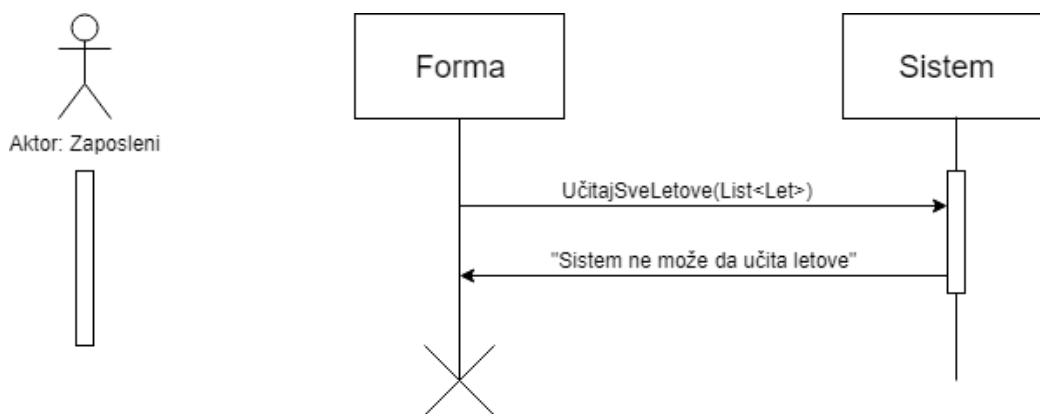 Forma
Sistem
Aktor: Zaposleni
UčitajSveLetove(List<Let>)
"Sistem ne može da učita letove"